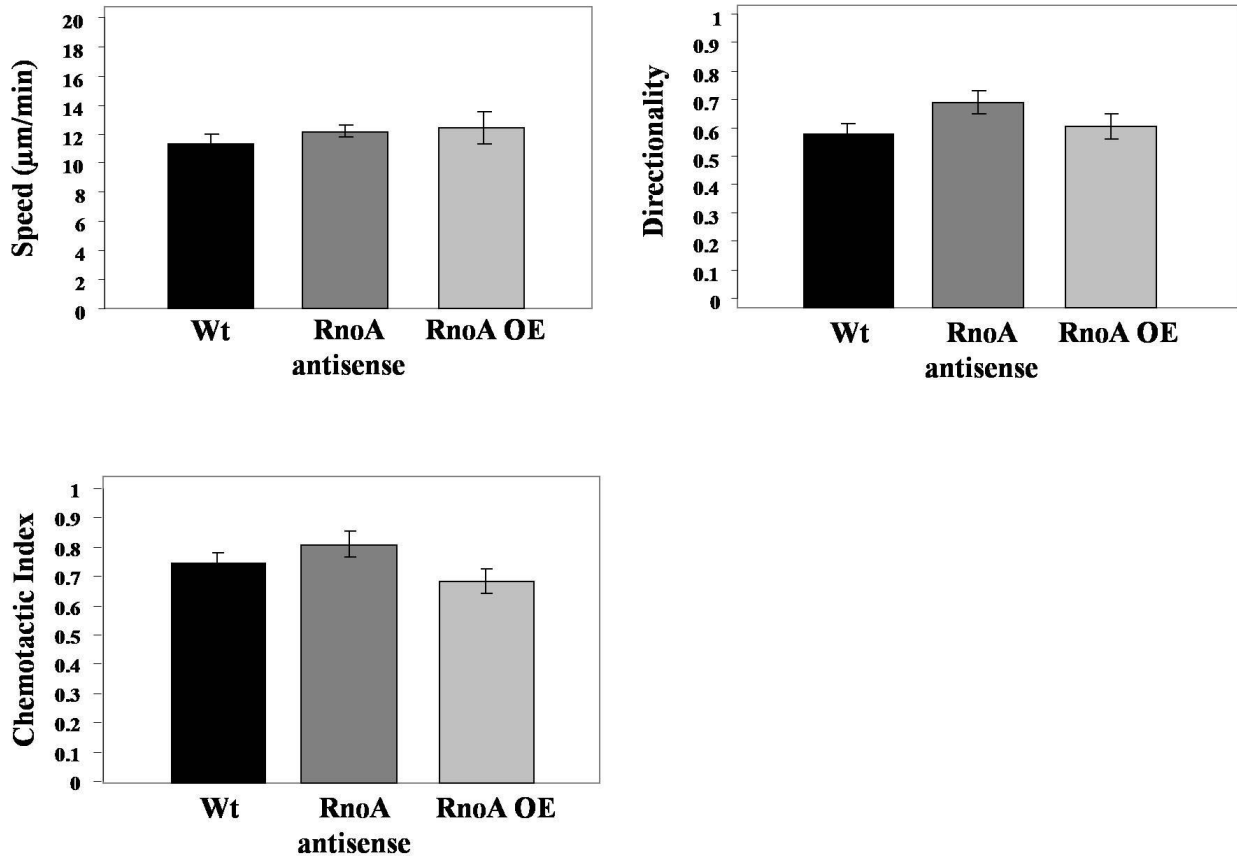 Speed (µm/min)
20
18
16
14
12
10
8
6
4
2
0
Wt
RnoA
antisense
RnoA OE
Directionality
1
0.9
0.8
0.7
0.6
0.5
0.4
0.3
0.2
0.1
0
Wt
RnoA
antisense
RnoA OE
Chemotactic Index
1
0.9
0.8
0.7
0.6
0.5
0.4
0.3
0.2
0.1
0
Wt
RnoA
antisense
RnoA OE